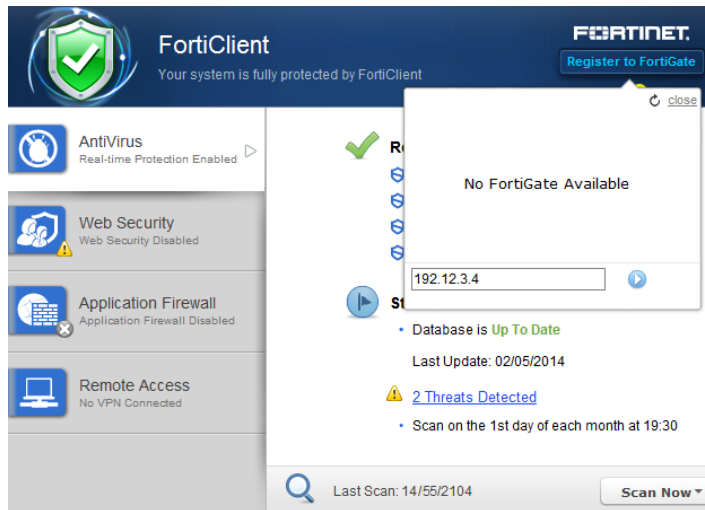 FortiClient
Your system is fully protected by FortiClient
FORTINET.
Register to FortiGate
close
No FortiGate Available
192.12.3.4
AntiVirus
Real-time Protection Enabled
Web Security
Web Security Disabled
Application Firewall
Application Firewall Disabled
Remote Access
No VPN Connected
Database is Up To Date
Last Update: 02/05/2014
2 Threats Detected
Scan on the 1st day of each month at 19:30
Last Scan: 14/55/2104
Scan Now